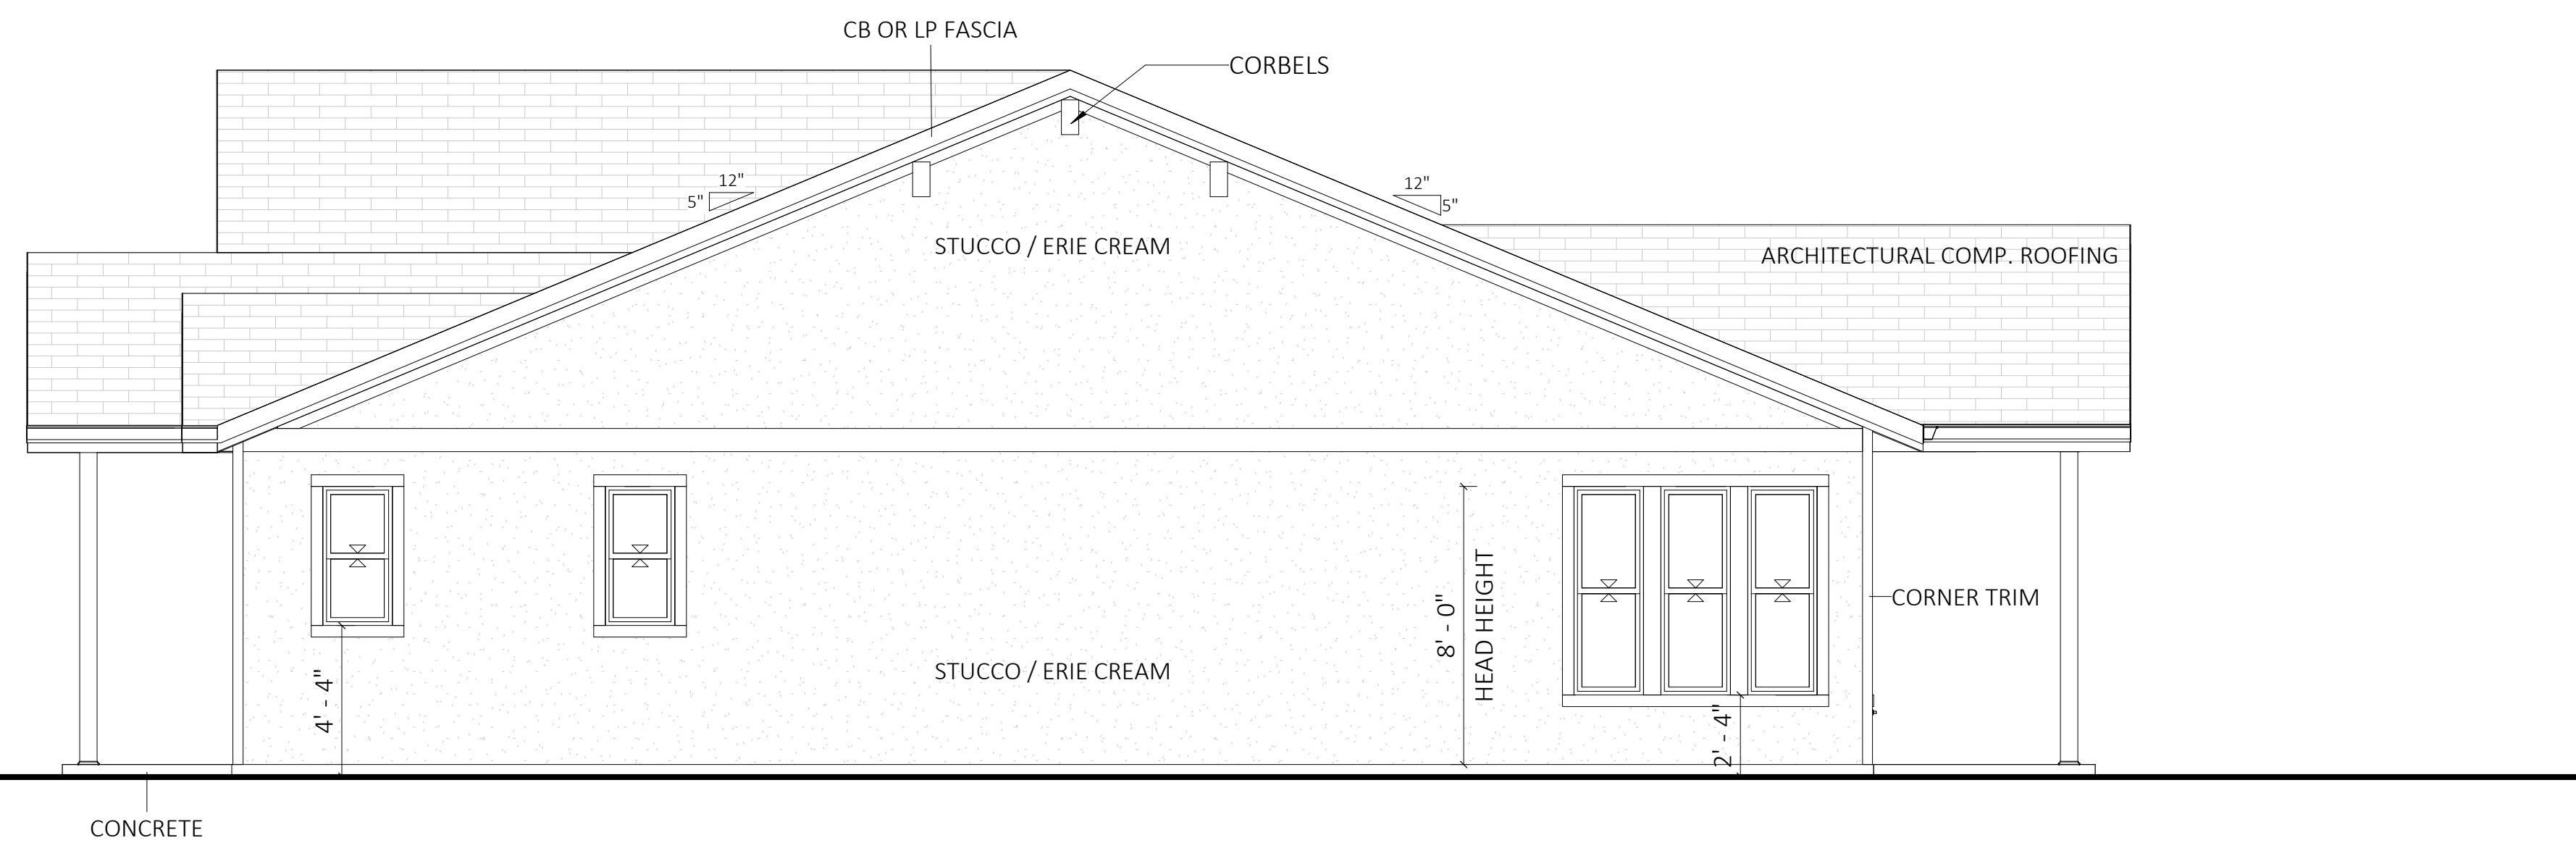 CB OR LP FASCIA
CORBELS
12"
5"
12"
5"
STUCCO / ERIE CREAM
ARCHITECTURAL COMP. ROOFING
8' - 0"
HEAD HEIGHT
CORNER TRIM
STUCCO / ERIE CREAM
4' - 4"
2' - 4"
CONCRETE